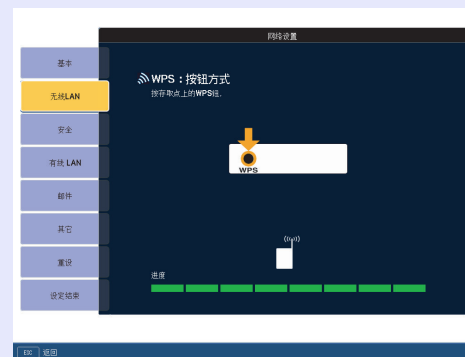 网络设置
基本
无线LAN
安全
有线 LAN
邮件
其它
重设
设定结束
WPS：按钮方式
按存取点上的WPS钮。
WPS
进度
ESC 返回